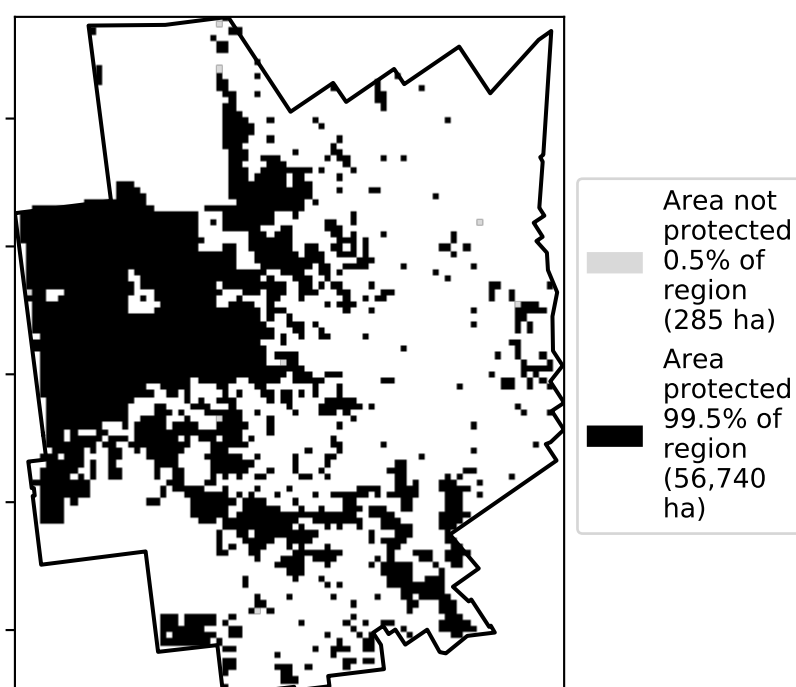 Area not
protected
0.5% of
region
(285 ha)
Area
protected
99.5% of
region
(56,740
ha)